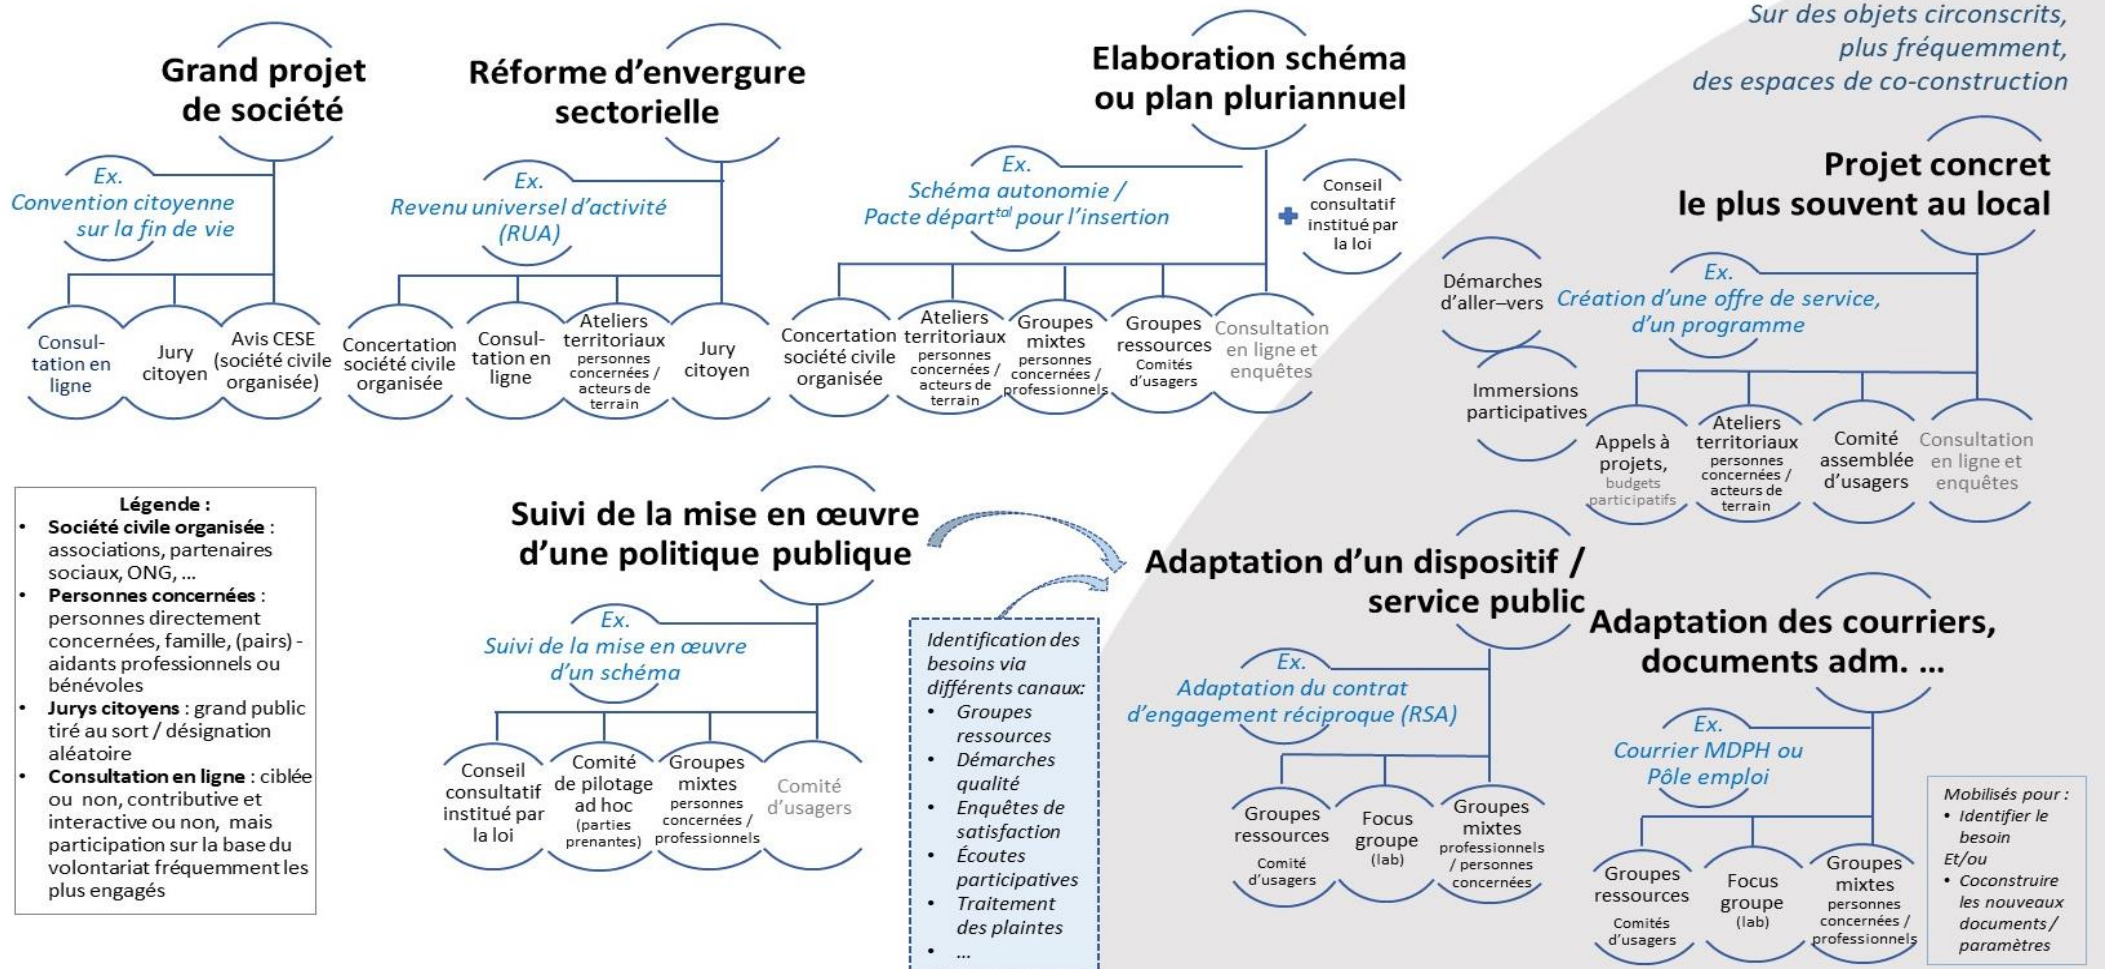 Sur des objets circonscrits,
plus fréquemment,
des espaces de co-construction
Grand projet
de société
Ex.
Convention citoyenne
sur la fin de vie
Consul-
tation en
ligne
Jury
citoyen
Avis CESE
(société civile
organisée)
Réforme d'envergure
sectorielle
Ex.
Revenu universel d'activité
(RUA)
Concertation
société civile
organisée
Consul-
tation en
ligne
Ateliers
territoriaux
personnes
concernées /
acteurs de
terrain
Jury
citoyen
Elaboration schéma
ou plan pluriannuel
Ex.
Schéma autonomie /
Pacte départtal pour l'insertion
Conseil
consultatif
institué par
la loi
Concertation
société civile
organisée
Ateliers
territoriaux
personnes
concernées /
acteurs de
terrain
Groupes
mixtes
personnes
concernées /
professionnels
Groupes
ressources
Comités
d'usagers
Consultation
en ligne et
enquêtes
Projet concret
le plus souvent au local
Démarches
d'aller–vers
Immersions
participatives
Ex.
Création d'une offre de service,
d'un programme
Appels à
projets,
budgets
participatifs
Ateliers
territoriaux
personnes
concernées /
acteurs de
terrain
Comité
assemblée
d'usagers
Consultation
en ligne et
enquêtes
Légende :
• Société civile organisée :
associations, partenaires
sociaux, ONG, ...
• Personnes concernées :
personnes directement
concernées, famille, (pairs) -
aidants professionnels ou
bénévoles
• Jurys citoyens : grand public
tiré au sort / désignation
aléatoire
• Consultation en ligne : ciblée
ou non, contributive et
interactive ou non, mais
participation sur la base du
volontariat fréquemment les
plus engagés
Suivi de la mise en œuvre
d'une politique publique
Ex.
Suivi de la mise en œuvre
d'un schéma
Conseil
consultatif
institué par
la loi
Comité
de pilotage
ad hoc
(parties
prenantes)
Groupes
mixtes
personnes
concernées /
professionnels
Comité
d'usagers
Identification des
besoins via
différents canaux:
• Groupes
ressources
• Démarches
qualité
• Enquêtes de
satisfaction
• Écoutes
participatives
• Traitement
des plaintes
• ...
Adaptation d'un dispositif /
service public
Ex.
Adaptation du contrat
d'engagement réciproque (RSA)
Groupes
ressources
Comité
d'usagers
Focus
groupe
(lab)
Groupes
mixtes
professionnels
/ personnes
concernées
Adaptation des courriers,
documents adm. ...
Ex.
Courrier MDPH ou
Pôle emploi
Groupes
ressources
Comités
d'usagers
Focus
groupe
(lab)
Groupes
mixtes
personnes
concernées /
professionnels
Mobilisés pour :
• Identifier le
besoin
Et/ou
• Coconstruire
les nouveaux
documents /
paramètres